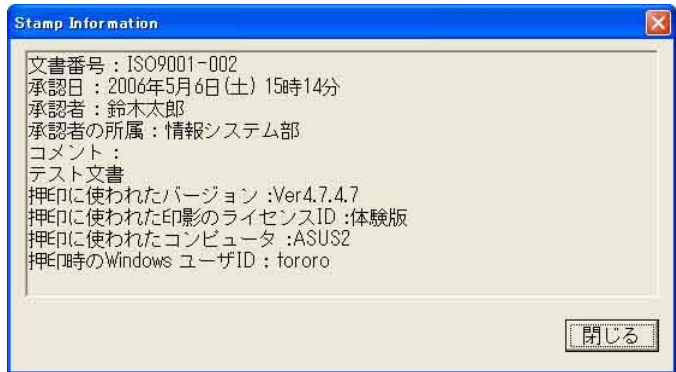 Stamp Information
文書番号：ISO9001-002
承認日：2006年5月6日(土) 15時14分
承認者：鈴木太郎
承認者の所属：情報システム部
コメント：
テスト文書
押印に使われたバージョン :Ver4.7.4.7
押印に使われた印影のライセンスID :体験版
押印に使われたコンピュータ :ASUS2
押印時のWindows ユーザID：tororo
閉じる